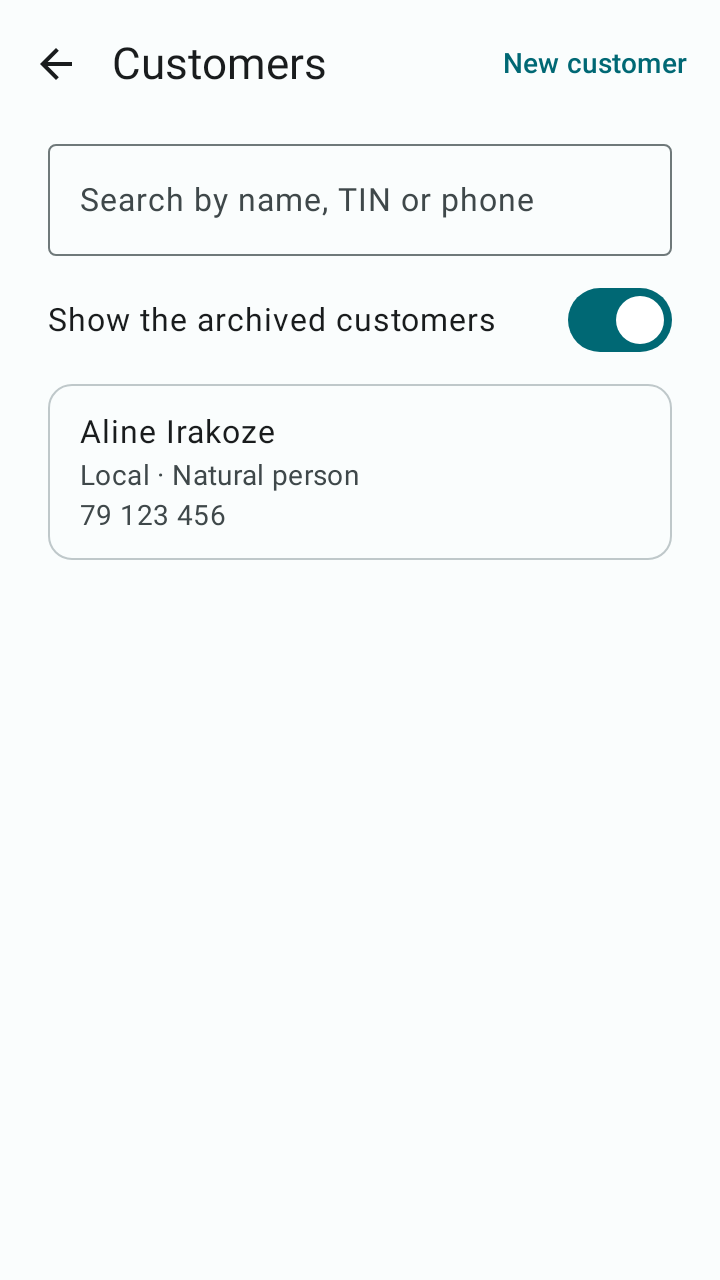 Customers
New customer
Search by name, TIN or phone
Show the archived customers
Aline Irakoze
Local · Natural person
79 123 456